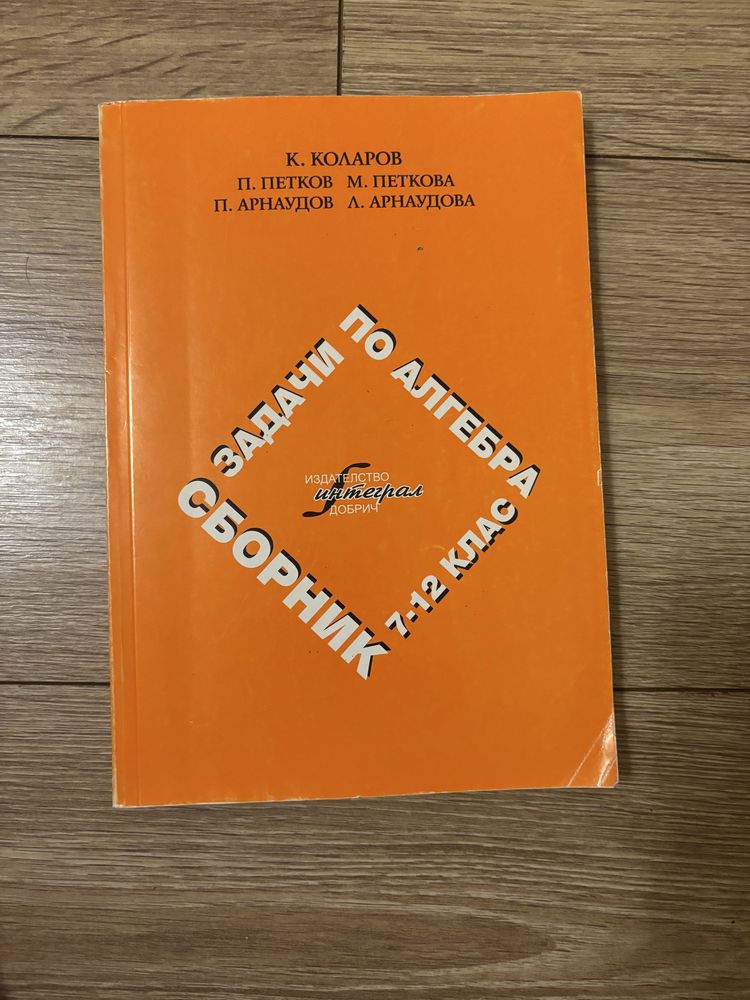 К. КОЛАРОВ
П. ПЕТКОВ М. ПЕТКОВА
П. АРНАУДОВ Л. АРНАУДОВА
СБОРНИК
ЗАДАЧИ
ПО АЛГЕБРА
7-12 КЛАС
ИЗДАТЕЛСТВО
интеграл
ДОБРИЧ